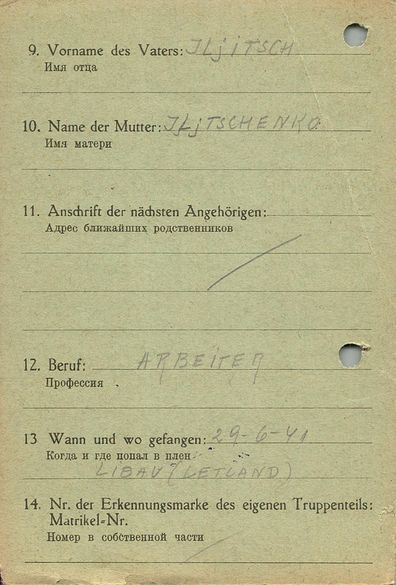 9. Vorname des Vaters: ILjITSCH
Имя отца
10. Name der Mutter: ILjTSCHENKO
Имя матери
11. Anschrift der nächsten Angehörigen:
Адрес ближайших родственников
12. Beruf: ARBEITER
Профессия
13 Wann und wo gefangen: 29-6-41
Когда и где попал в плен
LIBAU (LETLAND)
14. Nr. der Erkennungsmarke des eigenen Truppenteils:
Matrikel-Nr.
Номер в собственной части